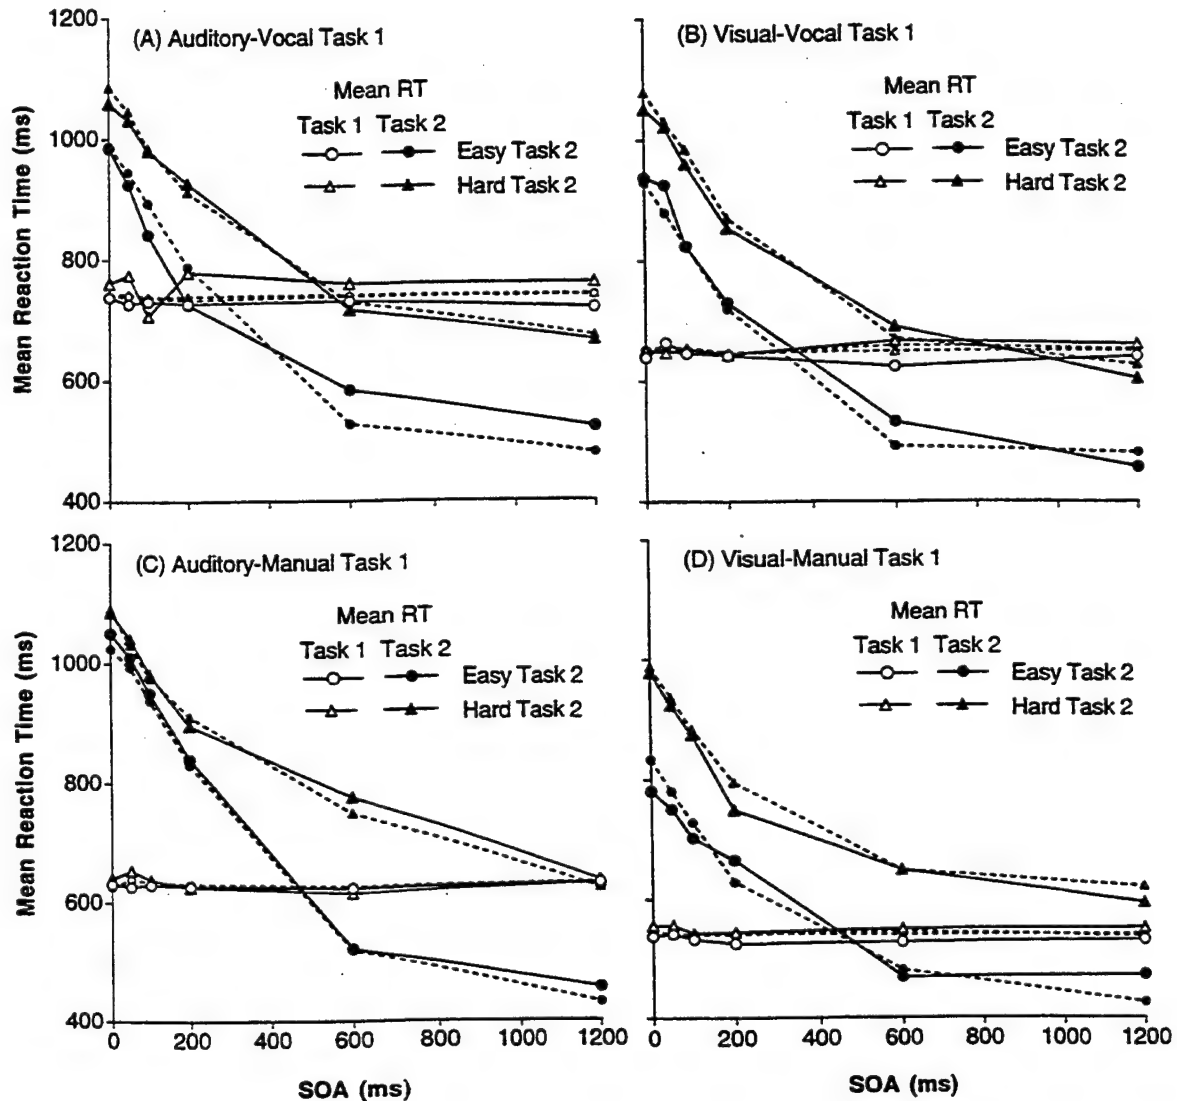 1200
1000
800
600
400
Mean Reaction Time (ms)
(A) Auditory-Vocal Task 1
Mean RT
Task 1 Task 2
Easy Task 2
Hard Task 2
(B) Visual-Vocal Task 1
Mean RT
Task 1 Task 2
Easy Task 2
Hard Task 2
1200
1000
800
600
400
Mean Reaction Time (ms)
(C) Auditory-Manual Task 1
Mean RT
Task 1 Task 2
Easy Task 2
Hard Task 2
0 200 400 600 800 1000 1200
SOA (ms)
(D) Visual-Manual Task 1
Mean RT
Task 1 Task 2
Easy Task 2
Hard Task 2
0 200 400 600 800 1000 1200
SOA (ms)